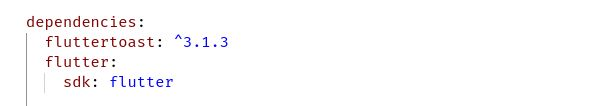 dependencies:
  fluttertoast: ^3.1.3
  flutter:
    sdk: flutter